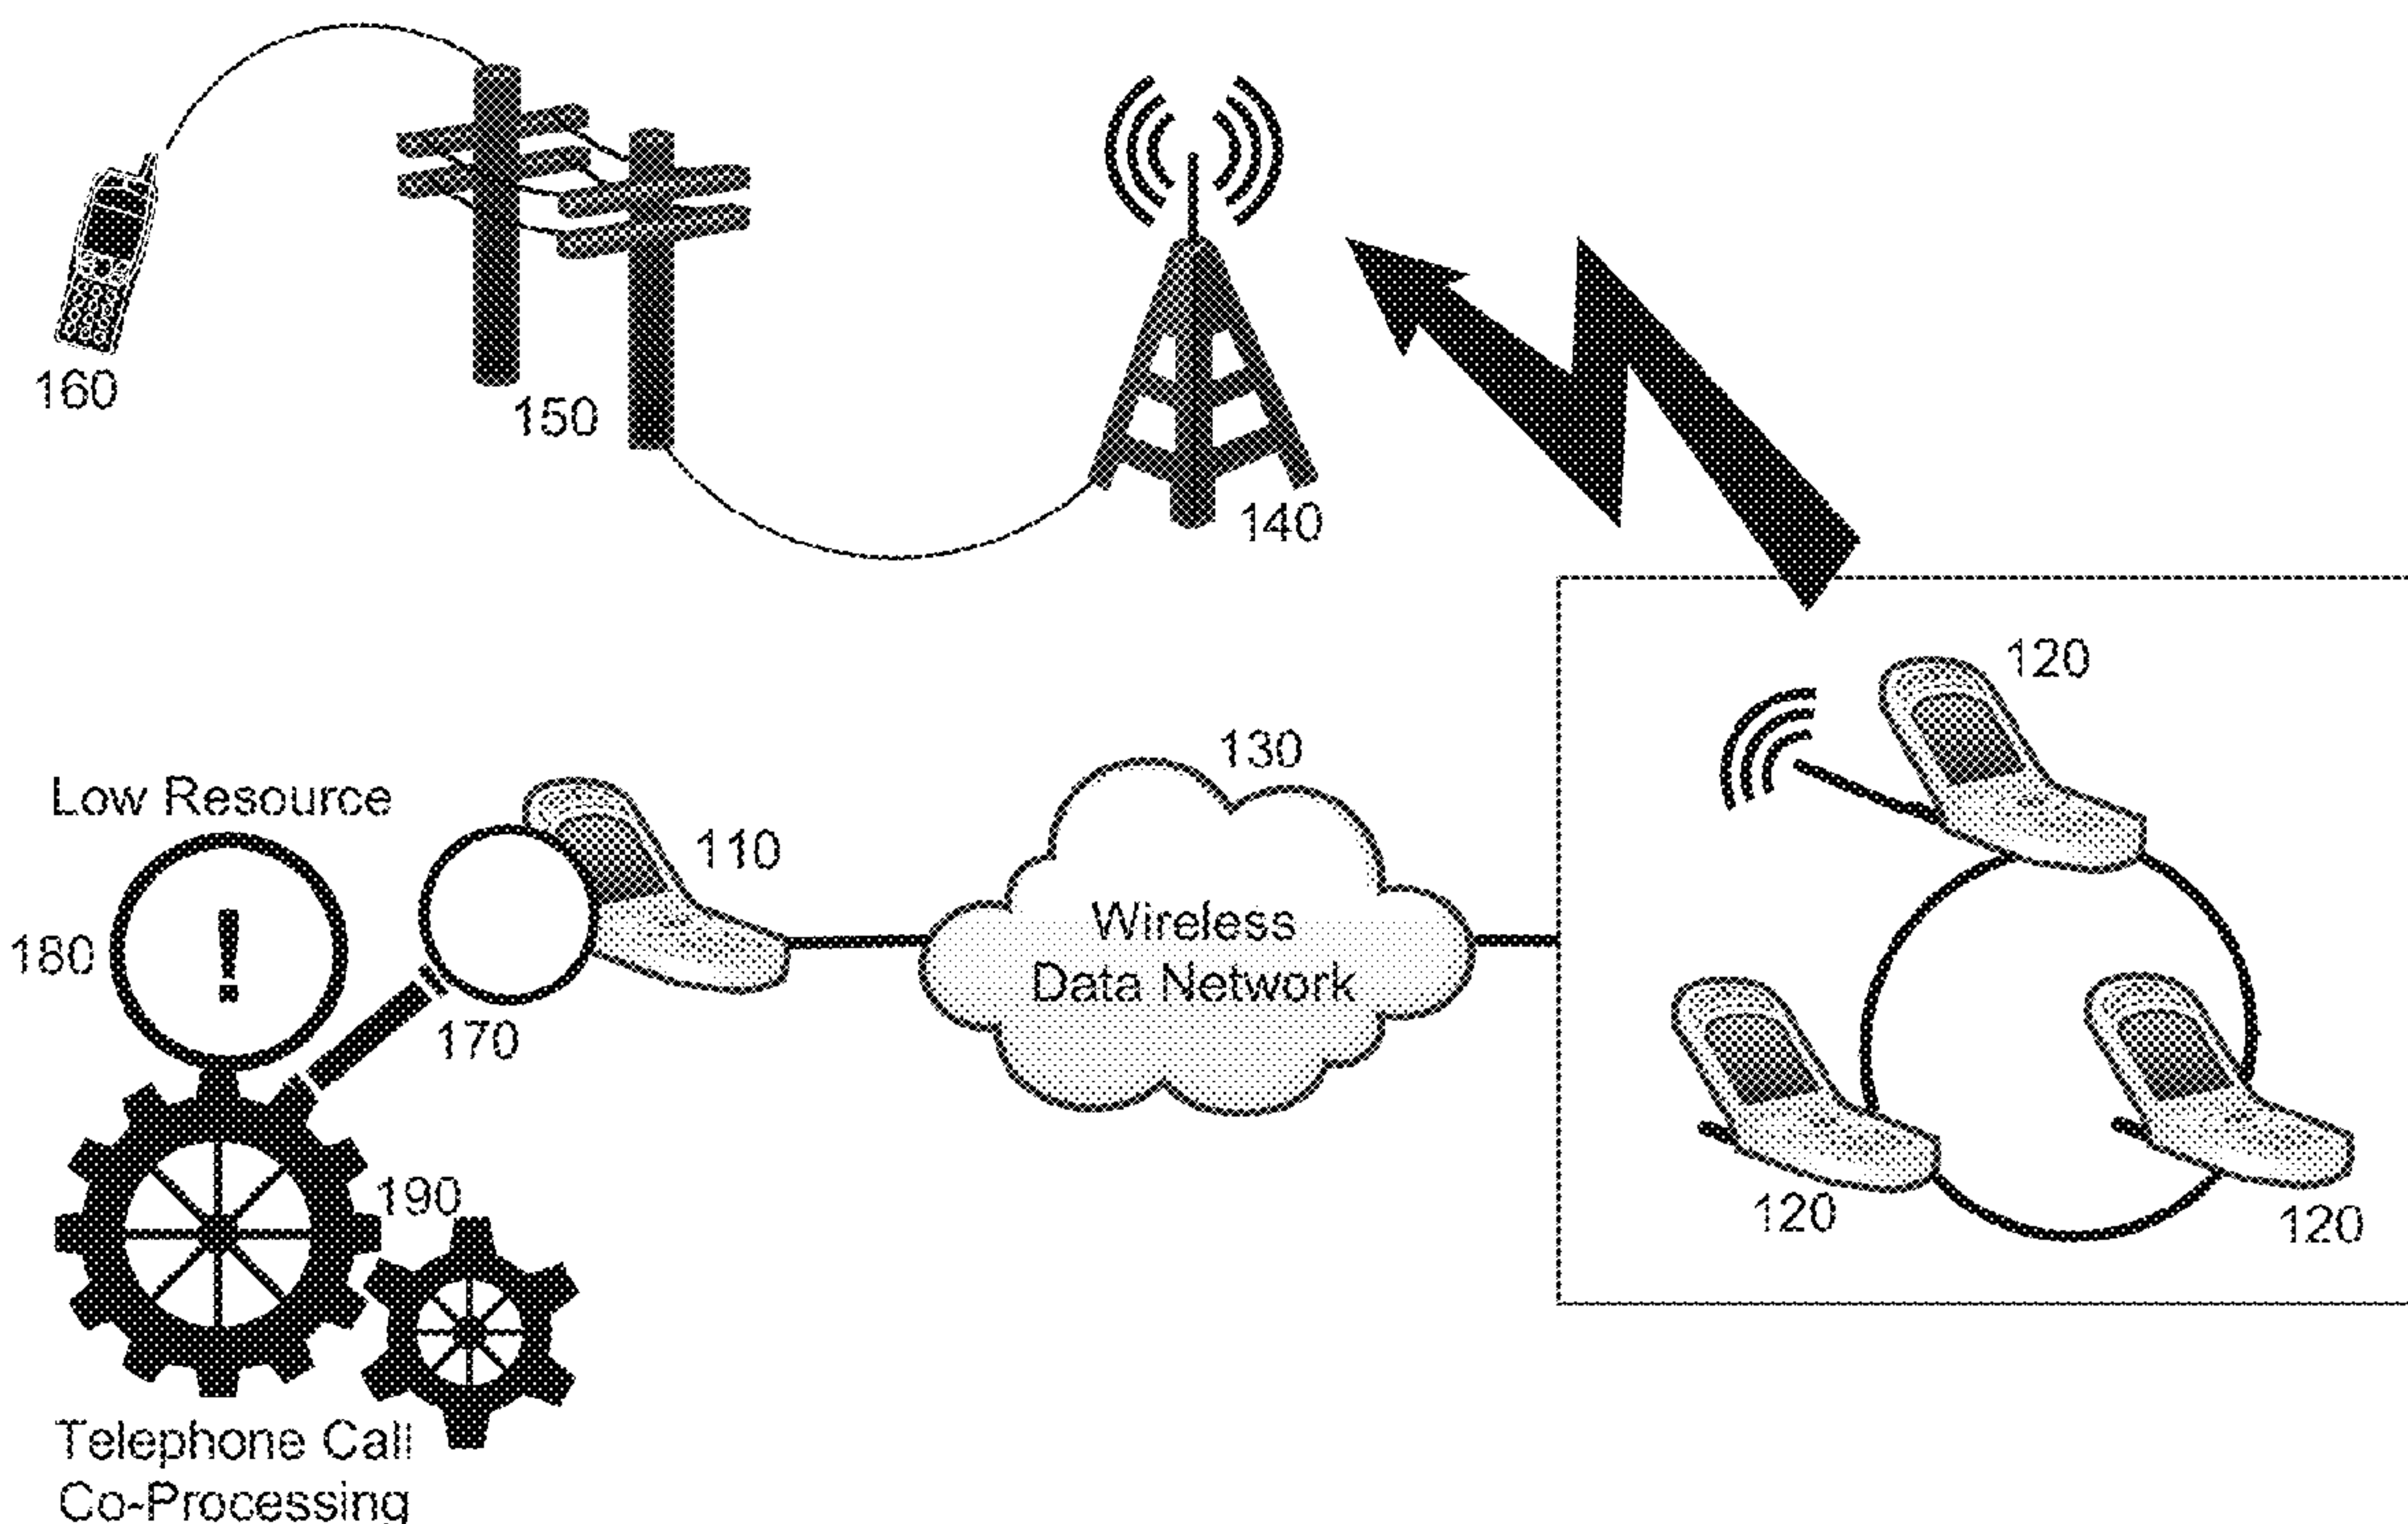 160
150
140
120
130
Low Resource
110
Wireless
180
!
Data Network
170
190
120
120
Telephone Call
Co-Processing